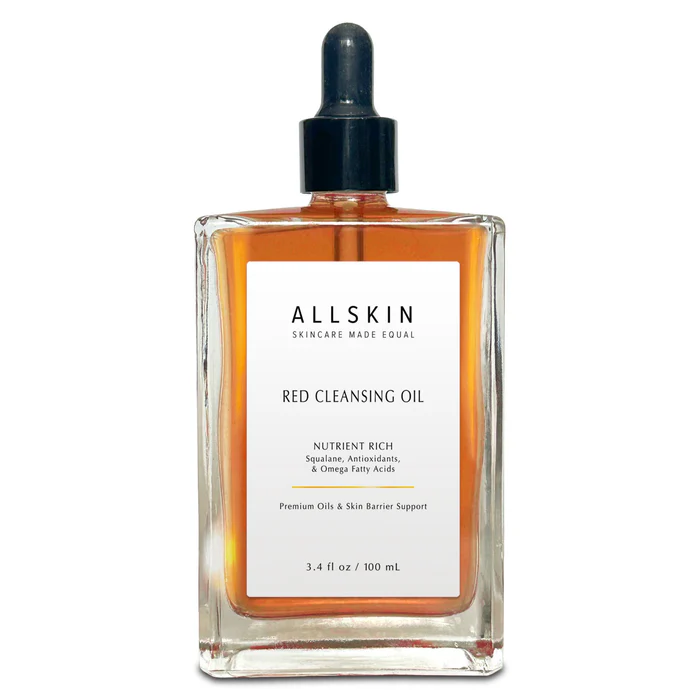 ALLSKIN
SKINCARE MADE EQUAL
RED CLEANSING OIL
NUTRIENT RICH
Squalane, Antioxidants,
& Omega Fatty Acids
Premium Oils & Skin Barrier Support
3.4 fl oz / 100 mL